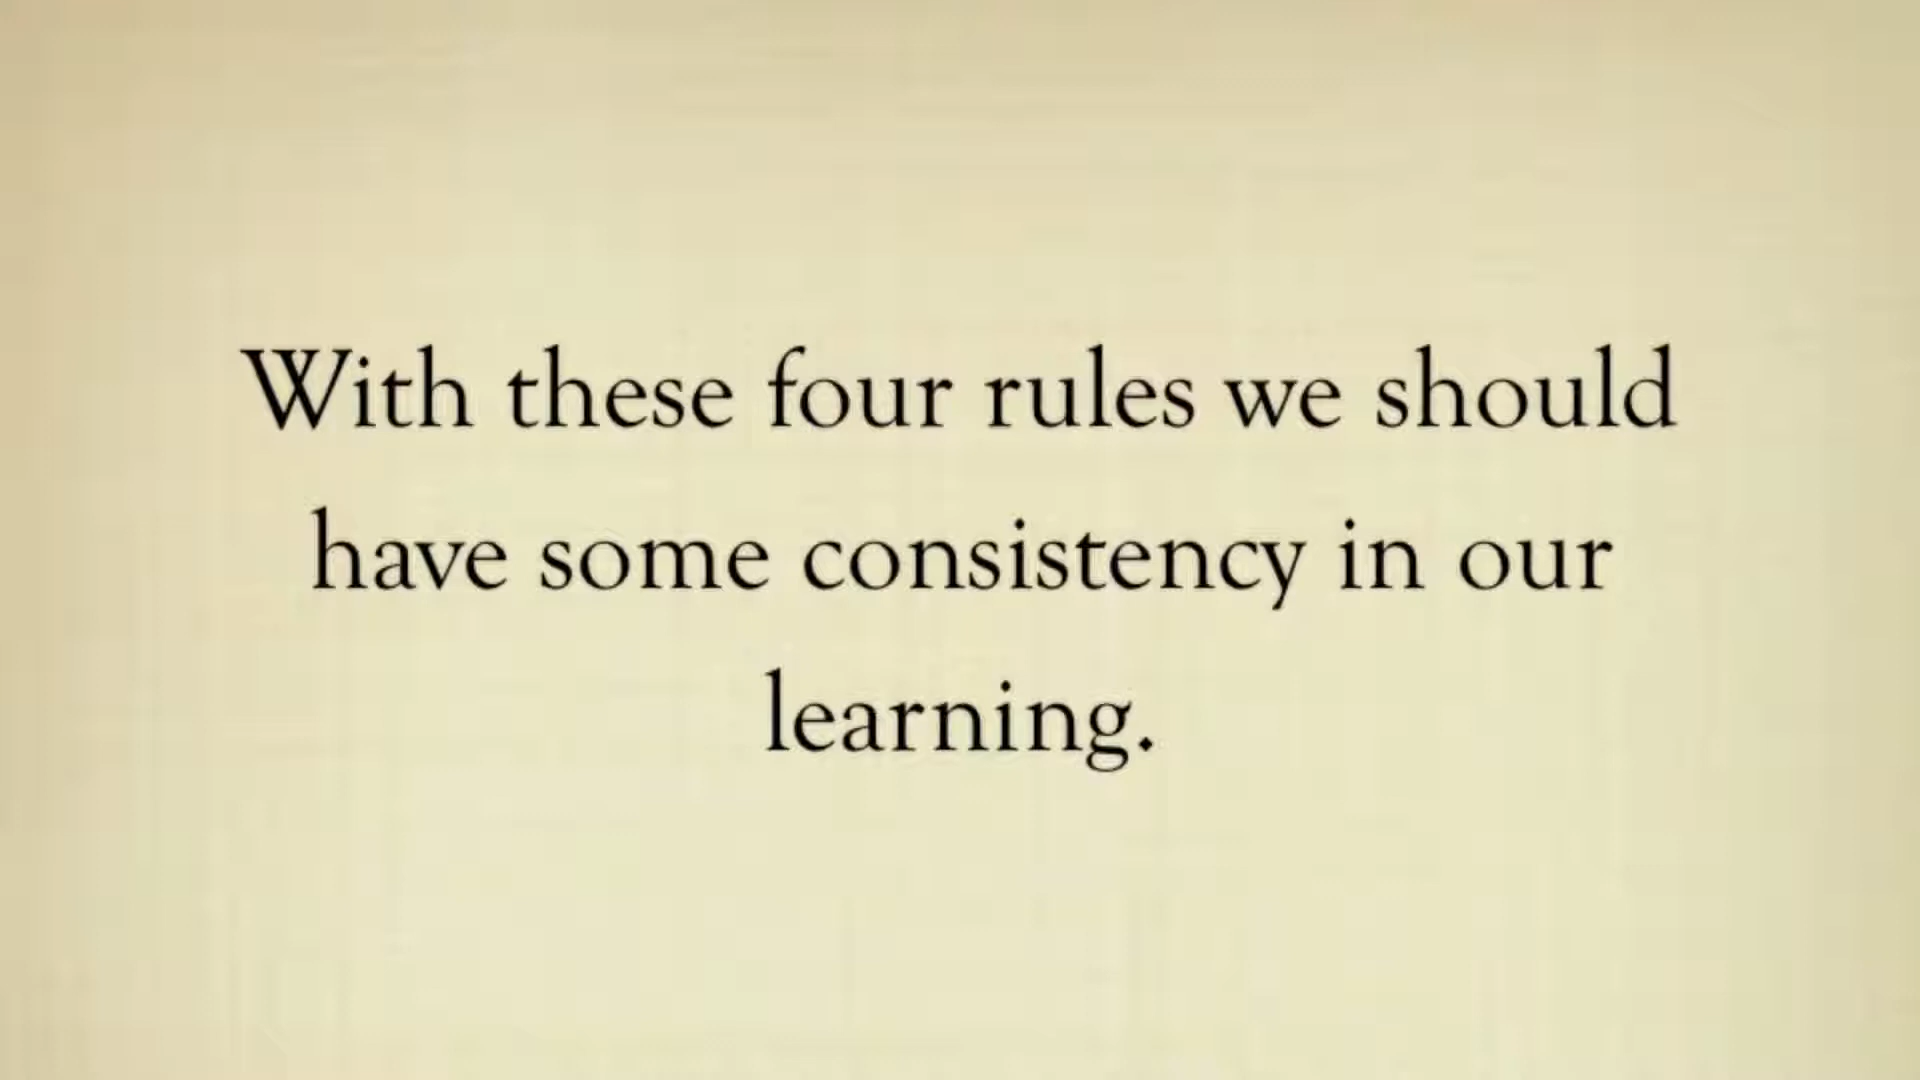 With these four rules we should
have some consistency in our
learning.